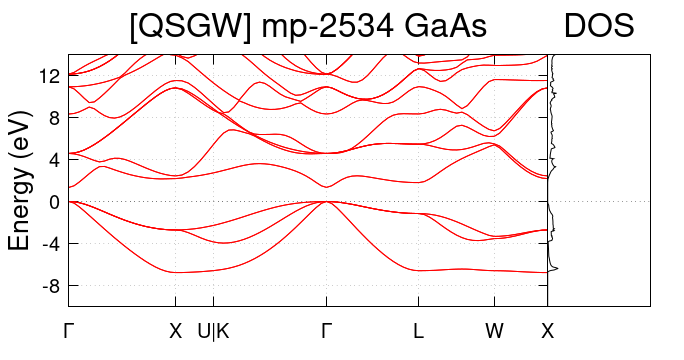 [QSGW] mp-2534 GaAs DOS
Energy (eV)
12
8
4
0
-4
-8
Γ X U|K Γ L W X